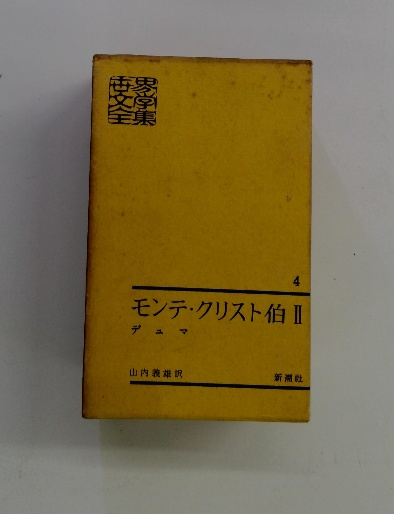 世界
文学
全集
4
モンテ・クリスト伯 II
デュマ
山内義雄訳
新潮社